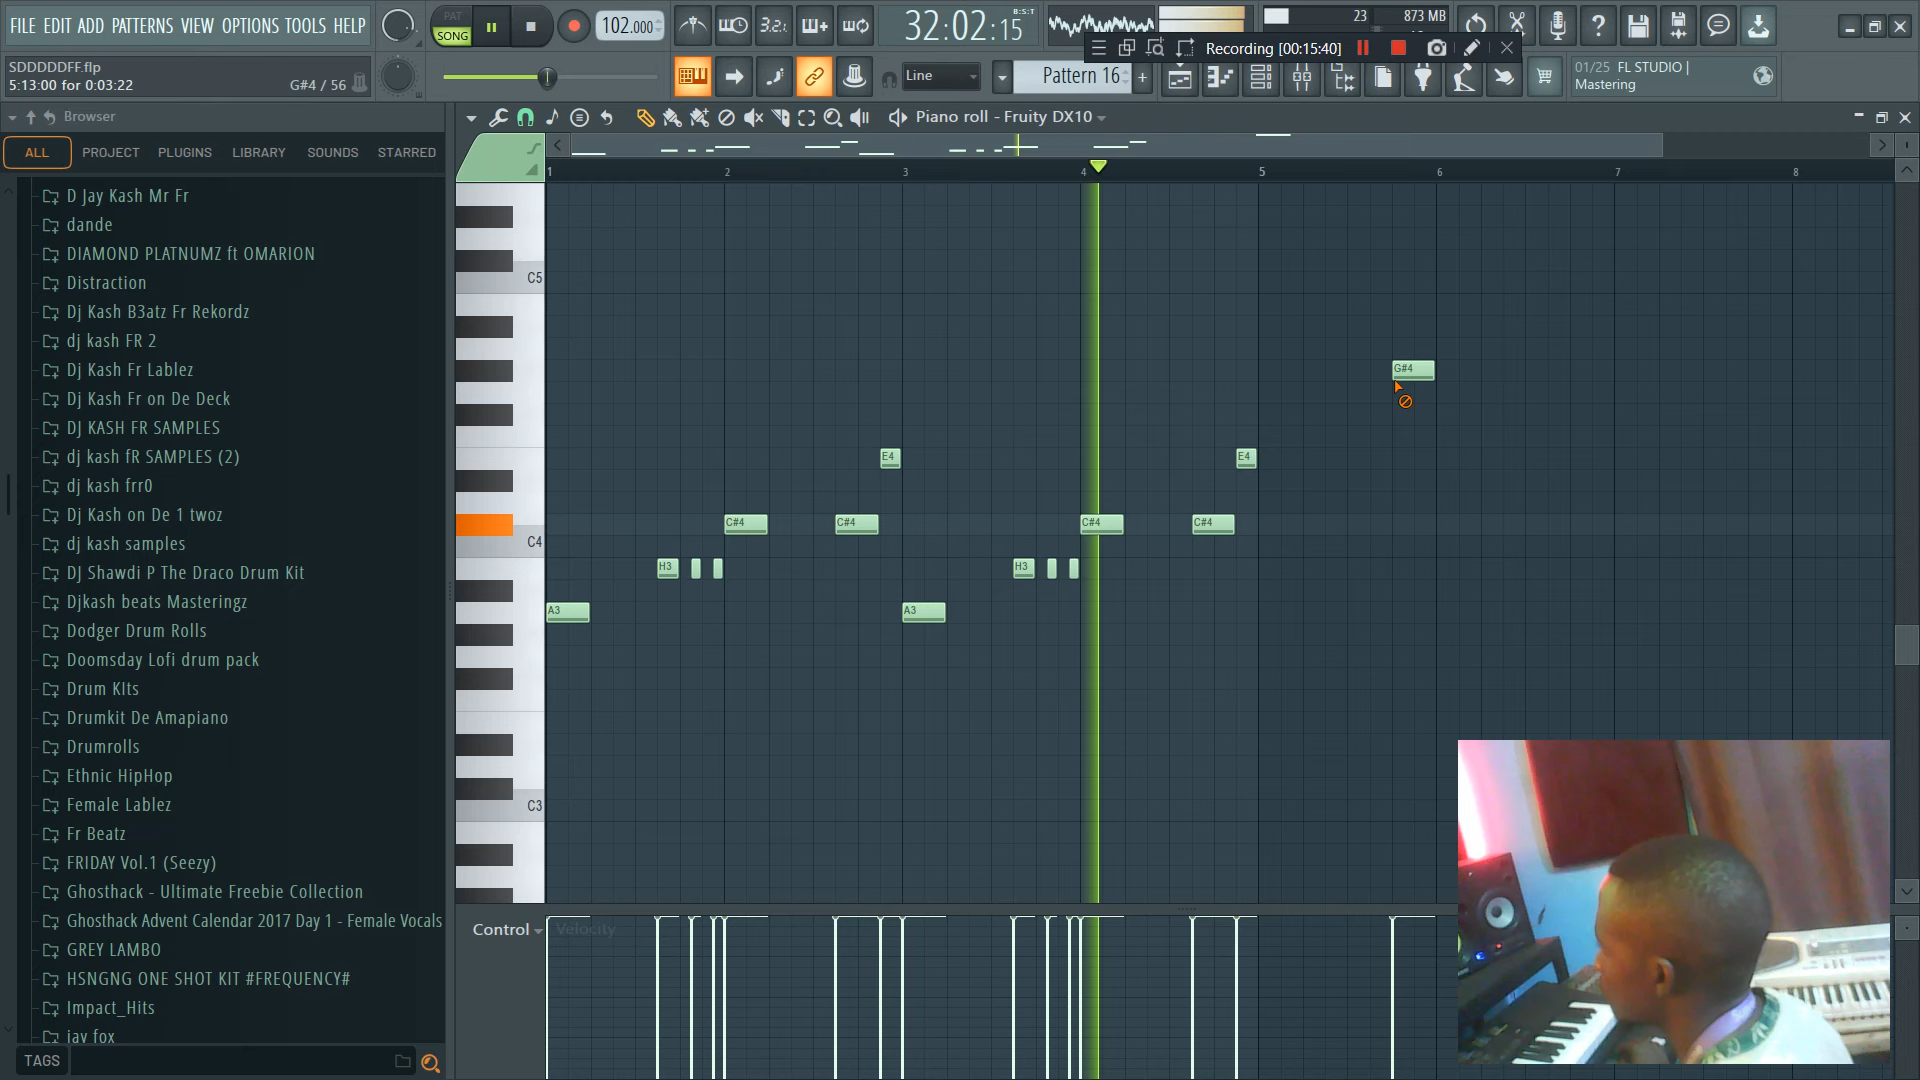 FILE EDIT ADD PATTERNS VIEW OPTIONS TOOLS HELP
PAT
SONG
102.000
3.2.
32:02:15
B:S:T
23
873 MB
Recording [00:15:40]
SDDDDDFF.flp
5:13:00 for 0:03:22
G#4 / 56
Line
Pattern 16
01/25 FL STUDIO |
Mastering
Browser
Piano roll - Fruity DX10
ALL
PROJECT
PLUGINS
LIBRARY
SOUNDS
STARRED
1
2
3
4
5
6
7
8
D Jay Kash Mr Fr
dande
DIAMOND PLATNUMZ ft OMARION
Distraction
Dj Kash B3atz Fr Rekordz
dj kash FR 2
Dj Kash Fr Lablez
Dj Kash Fr on De Deck
DJ KASH FR SAMPLES
dj kash fR SAMPLES (2)
dj kash frr0
Dj Kash on De 1 twoz
dj kash samples
DJ Shawdi P The Draco Drum Kit
Djkash beats Masteringz
Dodger Drum Rolls
Doomsday Lofi drum pack
Drum KIts
Drumkit De Amapiano
Drumrolls
Ethnic HipHop
Female Lablez
Fr Beatz
FRIDAY Vol.1 (Seezy)
Ghosthack - Ultimate Freebie Collection
Ghosthack Advent Calendar 2017 Day 1 - Female Vocals
GREY LAMBO
HSNGNG ONE SHOT KIT #FREQUENCY#
Impact_Hits
jay fox
TAGS
C5
G#4
E4
E4
C#4
C#4
C#4
C#4
C4
H3
H3
A3
A3
C3
Control
Velocity